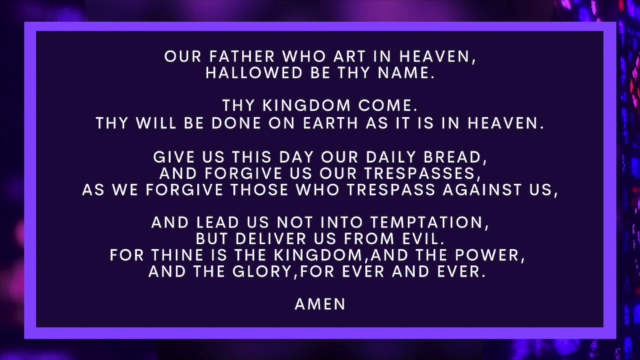 OUR FATHER WHO ART IN HEAVEN,
HALLOWED BE THY NAME.
THY KINGDOM COME.
THY WILL BE DONE ON EARTH AS IT IS IN HEAVEN.
GIVE US THIS DAY OUR DAILY BREAD,
AND FORGIVE US OUR TRESPASSES,
AS WE FORGIVE THOSE WHO TRESPASS AGAINST US,
AND LEAD US NOT INTO TEMPTATION,
BUT DELIVER US FROM EVIL.
FOR THINE IS THE KINGDOM,AND THE POWER,
AND THE GLORY,FOR EVER AND EVER.
AMEN